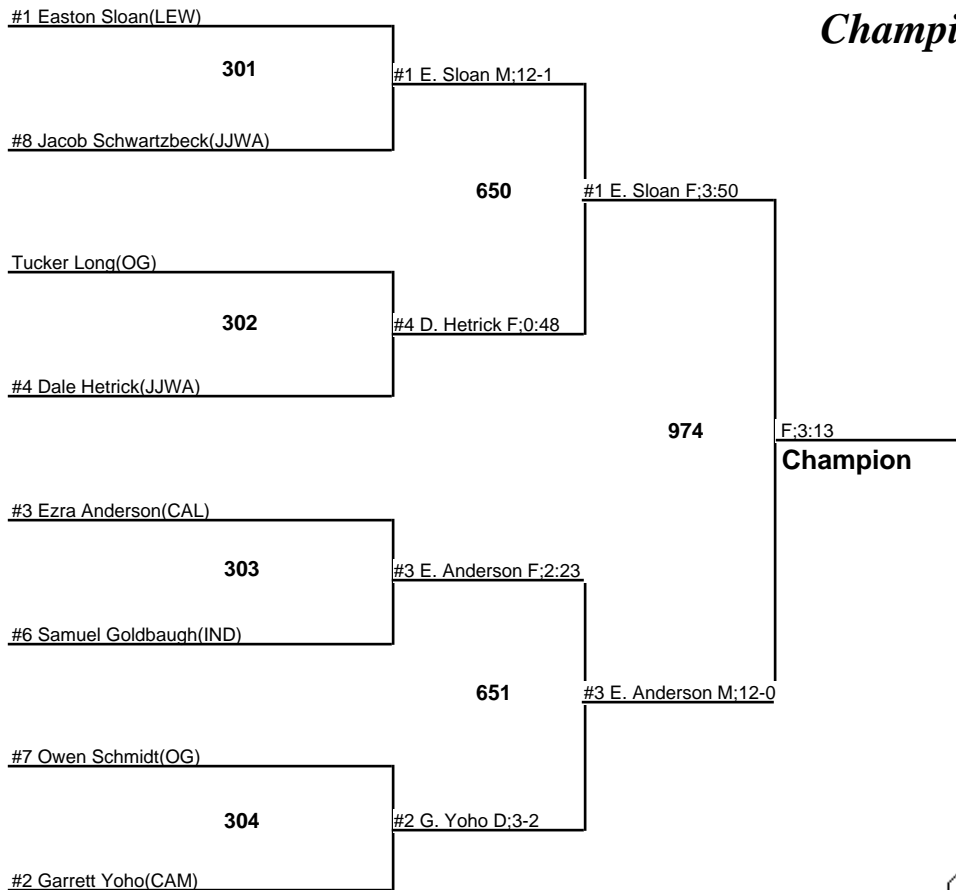 #1 Easton Sloan(LEW)
Champi
301
#1 E. Sloan M;12-1
#8 Jacob Schwartzbeck(JJWA)
650
#1 E. Sloan F;3:50
Tucker Long(OG)
302
#4 D. Hetrick F;0:48
#4 Dale Hetrick(JJWA)
974
F;3:13
Champion
#3 Ezra Anderson(CAL)
303
#3 E. Anderson F;2:23
#6 Samuel Goldbaugh(IND)
651
#3 E. Anderson M;12-0
#7 Owen Schmidt(OG)
304
#2 G. Yoho D;3-2
#2 Garrett Yoho(CAM)